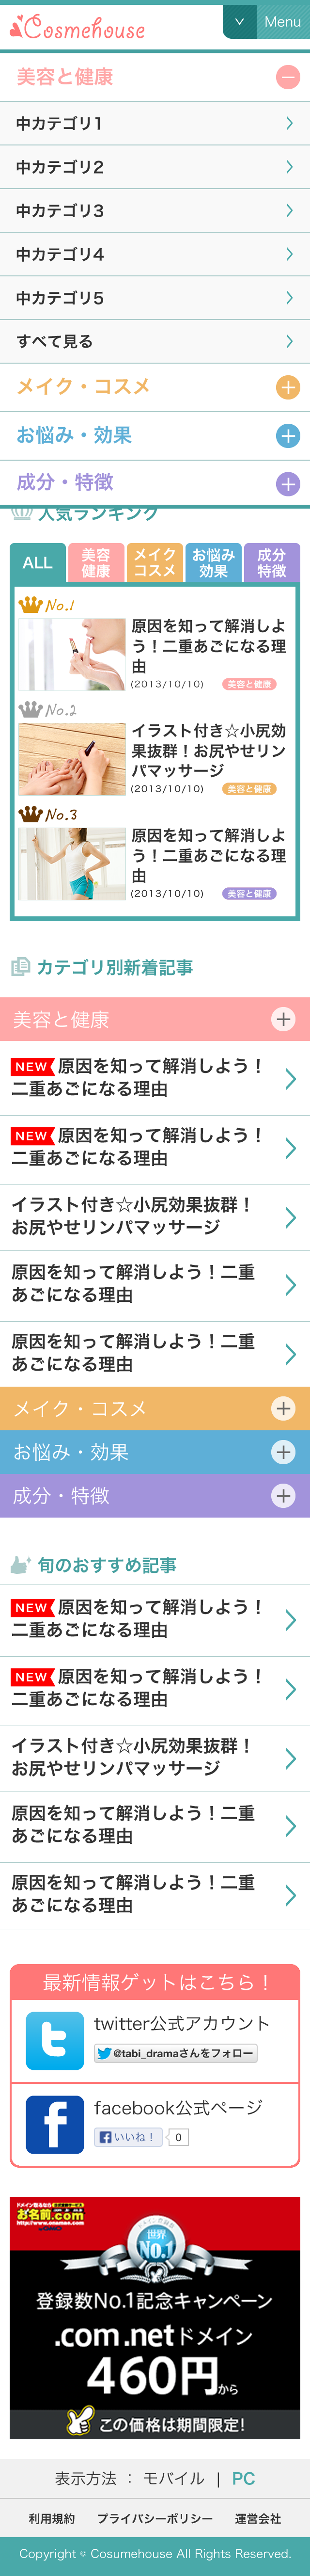 Cosmehouse
Menu
美容と健康
中カテゴリ1
中カテゴリ2
中カテゴリ3
中カテゴリ4
中カテゴリ5
すべて見る
メイク・コスメ
お悩み・効果
成分・特徴
人気ランキング
ALL
美容
健康
メイク
コスメ
お悩み
効果
成分
特徴
No.1
原因を知って解消しよ
う！二重あごになる理
由
(2013/10/10) 美容と健康
No.2
イラスト付き☆小尻効
果抜群！お尻やせリン
パマッサージ
(2013/10/10) 美容と健康
No.3
原因を知って解消しよ
う！二重あごになる理
由
(2013/10/10) 美容と健康
カテゴリ別新着記事
美容と健康
NEW 原因を知って解消しよう！
二重あごになる理由
NEW 原因を知って解消しよう！
二重あごになる理由
イラスト付き☆小尻効果抜群！
お尻やせリンパマッサージ
原因を知って解消しよう！二重
あごになる理由
原因を知って解消しよう！二重
あごになる理由
メイク・コスメ
お悩み・効果
成分・特徴
旬のおすすめ記事
NEW 原因を知って解消しよう！
二重あごになる理由
NEW 原因を知って解消しよう！
二重あごになる理由
イラスト付き☆小尻効果抜群！
お尻やせリンパマッサージ
原因を知って解消しよう！二重
あごになる理由
原因を知って解消しよう！二重
あごになる理由
最新情報ゲットはこちら！
twitter公式アカウント
@tabi_dramaさんをフォロー
facebook公式ページ
いいね！ 0
お名前.com
世界
No.1
登録数No.1記念キャンペーン
.com.netドメイン
460円から
この価格は期間限定!
表示方法 ： モバイル | PC
利用規約 プライバシーポリシー 運営会社
Copyright © Cosumehouse All Rights Reserved.